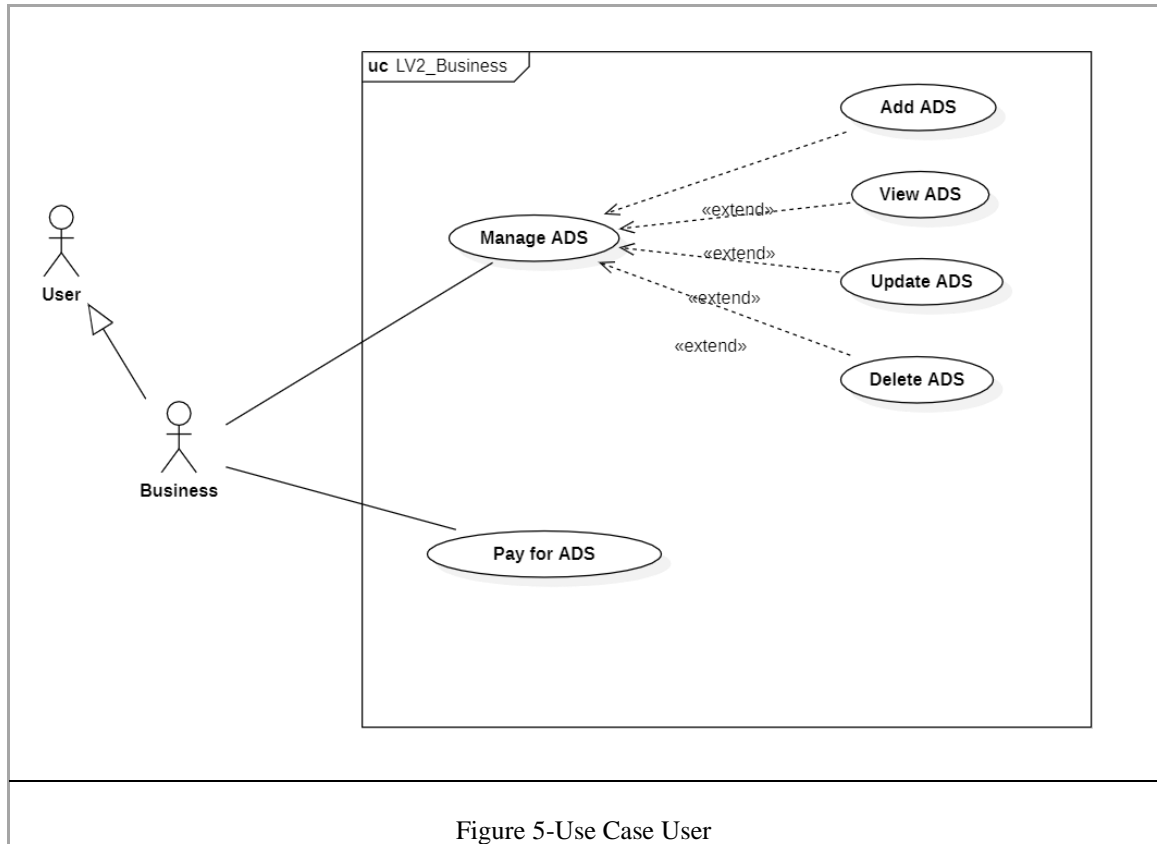 uc LV2_Business
Add ADS
View ADS
«extend»
Manage ADS
«extend»
Update ADS
User
«extend»
«extend»
Delete ADS
Business
Pay for ADS
Figure 5-Use Case User